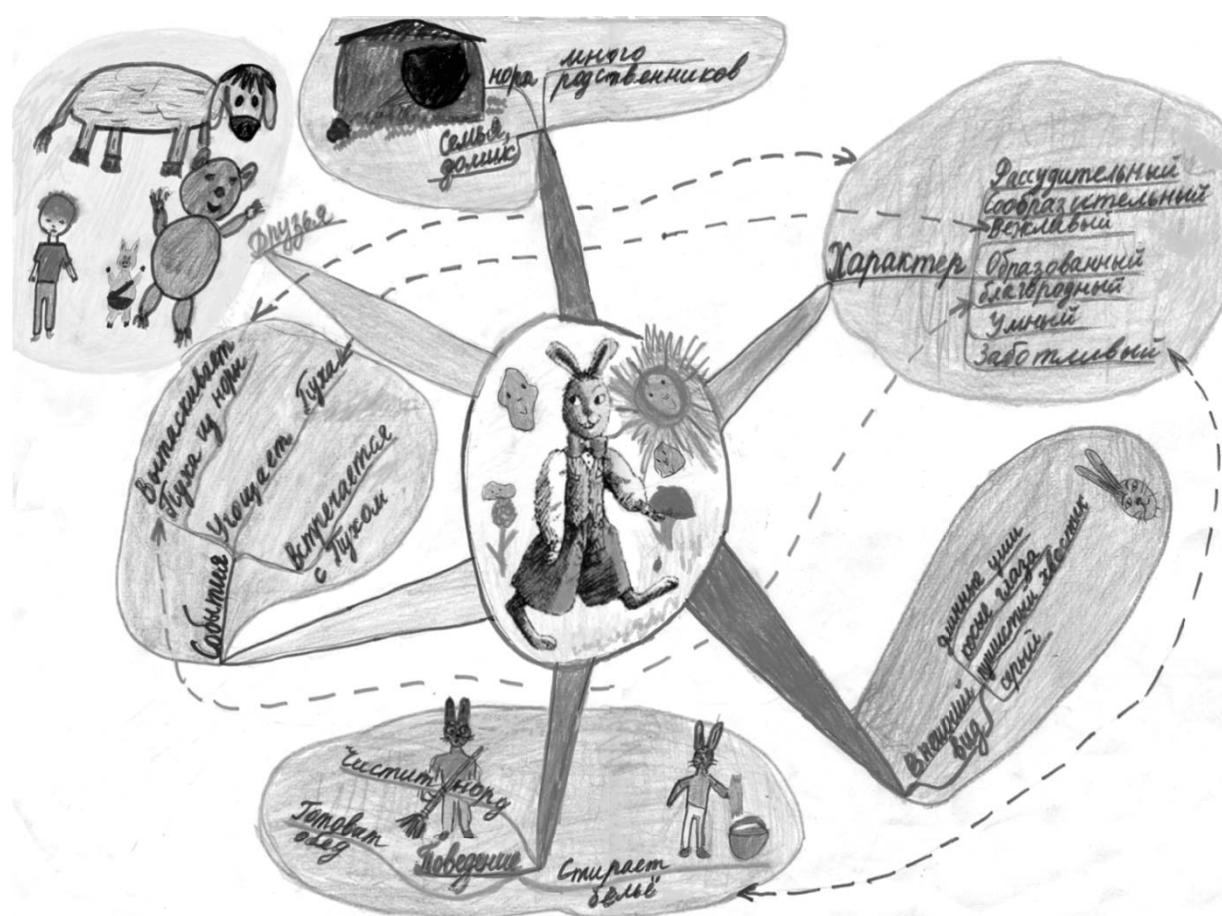 нора
много
родственников
семья,
домик
Друзья
Характер
Рассудительный
Сообразительный
Вежливый
Образованный
благородный
Умный
Заботливый
Вытаскивает
Пуха из норы
Угощает Пуха
Встречается
с Пухом
События
Внешний
вид
длинные уши
косые глаза
пушистый хвостик
серый
Поведение
Чистит нору
Готовит
обед
Стирает
бельё